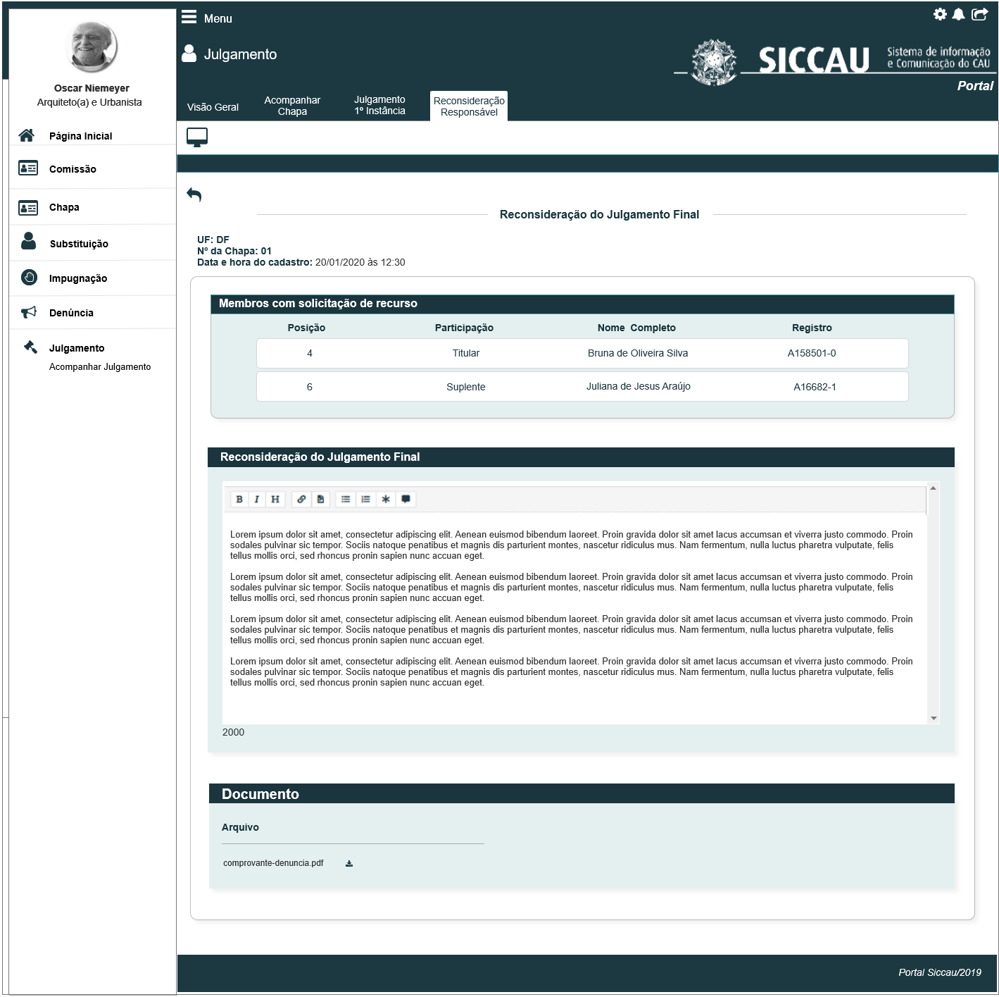 Menu
Julgamento
SICCAU
Sistema de informação
e Comunicação do CAU
Portal
Oscar Niemeyer
Arquiteto(a) e Urbanista
Página Inicial
Comissão
Chapa
Substituição
Impugnação
Denúncia
Julgamento
Acompanhar Julgamento
Visão Geral
Acompanhar
Chapa
Julgamento
1º Instância
Reconsideração
Responsável
Reconsideração do Julgamento Final
UF: DF
Nº da Chapa: 01
Data e hora do cadastro: 20/01/2020 às 12:30
Membros com solicitação de recurso
Posição Participação Nome Completo Registro
4 Titular Bruna de Oliveira Silva A158501-0
6 Suplente Juliana de Jesus Araújo A16682-1
Reconsideração do Julgamento Final
B I H
Lorem ipsum dolor sit amet, consectetur adipiscing elit. Aenean euismod bibendum laoreet. Proin gravida dolor sit amet lacus accumsan et viverra justo commodo. Proin
sodales pulvinar sic tempor. Sociis natoque penatibus et magnis dis parturient montes, nascetur ridiculus mus. Nam fermentum, nulla luctus pharetra vulputate, felis
tellus mollis orci, sed rhoncus pronin sapien nunc accuan eget.
Lorem ipsum dolor sit amet, consectetur adipiscing elit. Aenean euismod bibendum laoreet. Proin gravida dolor sit amet lacus accumsan et viverra justo commodo. Proin
sodales pulvinar sic tempor. Sociis natoque penatibus et magnis dis parturient montes, nascetur ridiculus mus. Nam fermentum, nulla luctus pharetra vulputate, felis
tellus mollis orci, sed rhoncus pronin sapien nunc accuan eget.
Lorem ipsum dolor sit amet, consectetur adipiscing elit. Aenean euismod bibendum laoreet. Proin gravida dolor sit amet lacus accumsan et viverra justo commodo. Proin
sodales pulvinar sic tempor. Sociis natoque penatibus et magnis dis parturient montes, nascetur ridiculus mus. Nam fermentum, nulla luctus pharetra vulputate, felis
tellus mollis orci, sed rhoncus pronin sapien nunc accuan eget.
Lorem ipsum dolor sit amet, consectetur adipiscing elit. Aenean euismod bibendum laoreet. Proin gravida dolor sit amet lacus accumsan et viverra justo commodo. Proin
sodales pulvinar sic tempor. Sociis natoque penatibus et magnis dis parturient montes, nascetur ridiculus mus. Nam fermentum, nulla luctus pharetra vulputate, felis
tellus mollis orci, sed rhoncus pronin sapien nunc accuan eget.
2000
Documento
Arquivo
comprovante-denuncia.pdf
Portal Siccau/2019